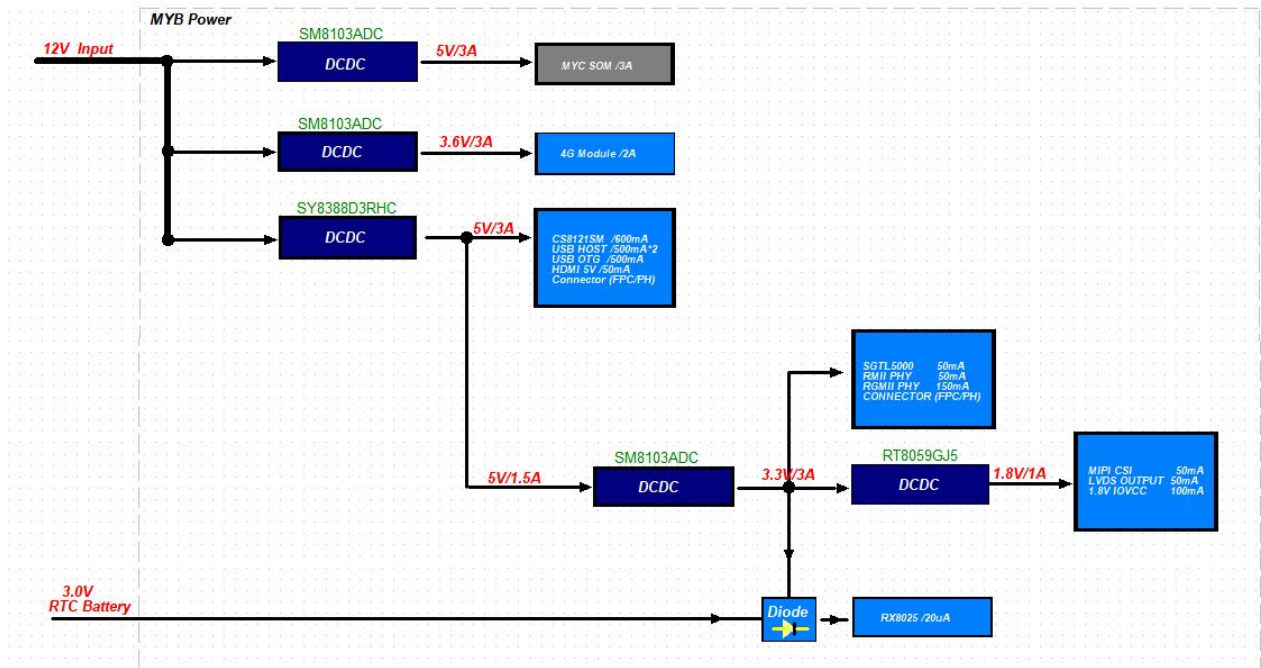 MYB Power
12V Input
SM8103ADC
DCDC
5V/3A
MYC SOM /3A
SM8103ADC
DCDC
3.6V/3A
4G Module /2A
SY8388D3RHC
DCDC
5V/3A
CS8121SM /600mA
USB HOST /500mA*2
USB OTG /500mA
HDMI 5V /50mA
Connector (FPC/PH)
SGTL5000 50mA
RMII PHY 50mA
RGMII PHY 150mA
CONNECTOR (FPC/PH)
5V/1.5A
SM8103ADC
DCDC
3.3V/3A
RT8059GJ5
DCDC
1.8V/1A
MIPI CSI 50mA
LVDS OUTPUT 50mA
1.8V IOVCC 100mA
3.0V
RTC Battery
Diode
RX8025 /20uA